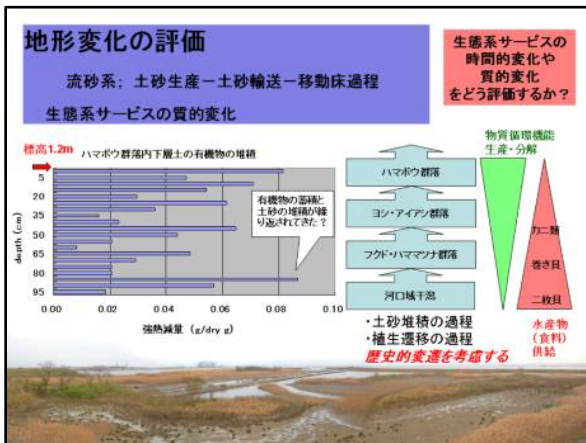 地形変化の評価
流砂系; 土砂生産－土砂輸送－移動床過程
生態系サービスの質的変化
生態系サービスの
時間的変化や
質的変化
をどう評価するか？
標高1.2m
ハマボウ群落内下層土の有機物の堆積
depth (cm)
5
20
35
50
65
80
95
有機物の蓄積と
土砂の堆積が繰
り返されてきた？
0.00 0.02 0.04 0.06 0.08 0.10
強熱減量 (g/dry g)
物質循環機能
生産・分解
ハマボウ群落
ヨシ・アイアシ群落
フクド・ハママツナ群落
河口域干潟
カニ類
巻き貝
二枚貝
水産物
(食料)
供給
・土砂堆積の過程
・植生遷移の過程
歴史的変遷を考慮する